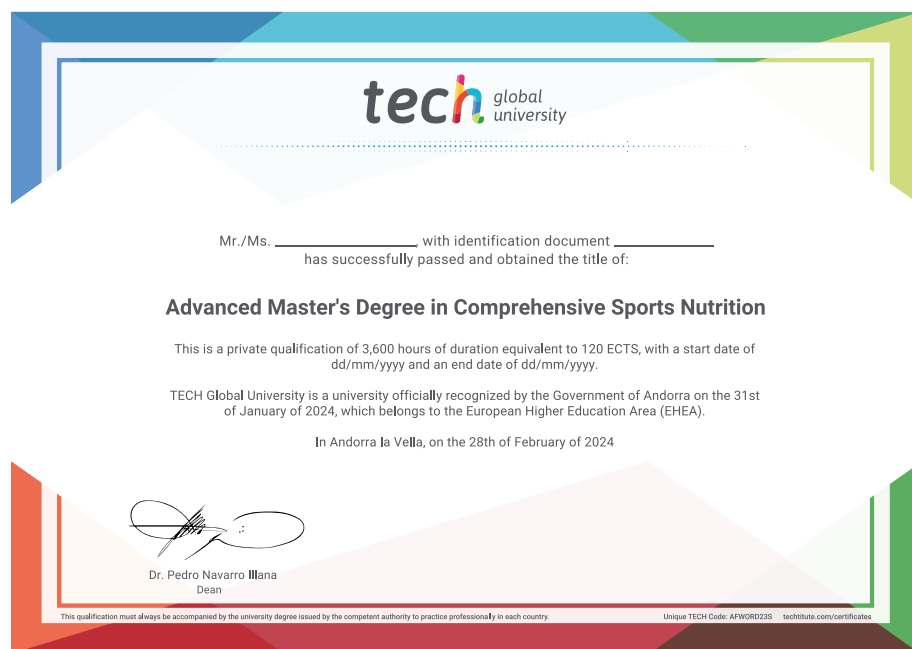 tech global university
Mr./Ms. ____________, with identification document ____________
has successfully passed and obtained the title of:
Advanced Master's Degree in Comprehensive Sports Nutrition
This is a private qualification of 3,600 hours of duration equivalent to 120 ECTS, with a start date of
dd/mm/yyyy and an end date of dd/mm/yyyy.
TECH Global University is a university officially recognized by the Government of Andorra on the 31st
of January of 2024, which belongs to the European Higher Education Area (EHEA).
In Andorra la Vella, on the 28th of February of 2024
Dr. Pedro Navarro Illana
Dean
This qualification must always be accompanied by the university degree issued by the competent authority to practice professionally in each country.
Unique TECH Code: AFWORD23S techtitute.com/certificates